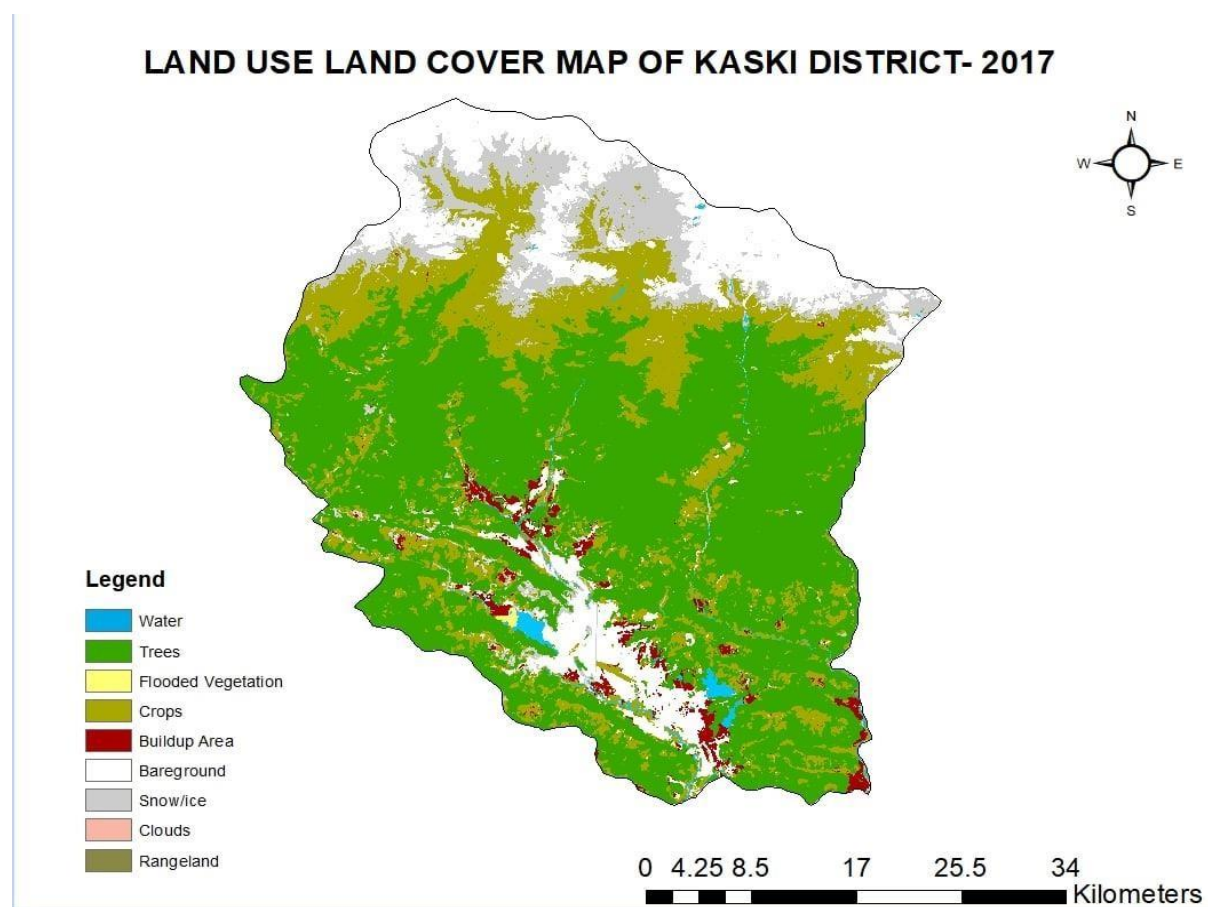 LAND USE LAND COVER MAP OF KASKI DISTRICT- 2017
N
W E
S
Legend
Water
Trees
Flooded Vegetation
Crops
Buildup Area
Bareground
Snow/ice
Clouds
Rangeland
0 4.25 8.5 17 25.5 34
Kilometers